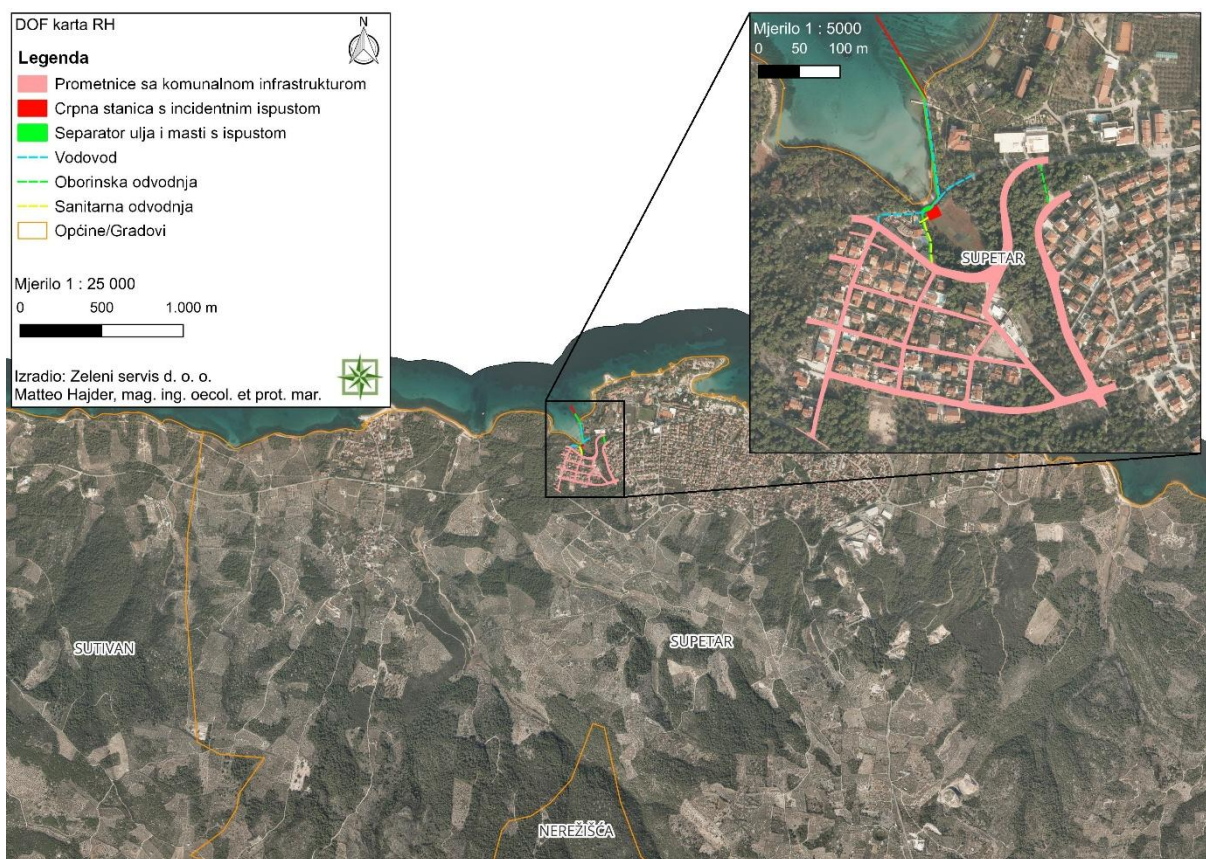 DOF karta RH
N
Legenda
Prometnice sa komunalnom infrastrukturom
Crpna stanica s incidentnim ispustom
Separator ulja i masti s ispustom
Vodovod
Oborinska odvodnja
Sanitarna odvodnja
Općine/Gradovi
Mjerilo 1 : 25 000
0 500 1.000 m
Izradio: Zeleni servis d. o. o.
Matteo Hajder, mag. ing. oecol. et prot. mar.
Mjerilo 1 : 5000
0 50 100 m
SUPETAR
SUTIVAN
SUPETAR
NEREŽIŠĆA